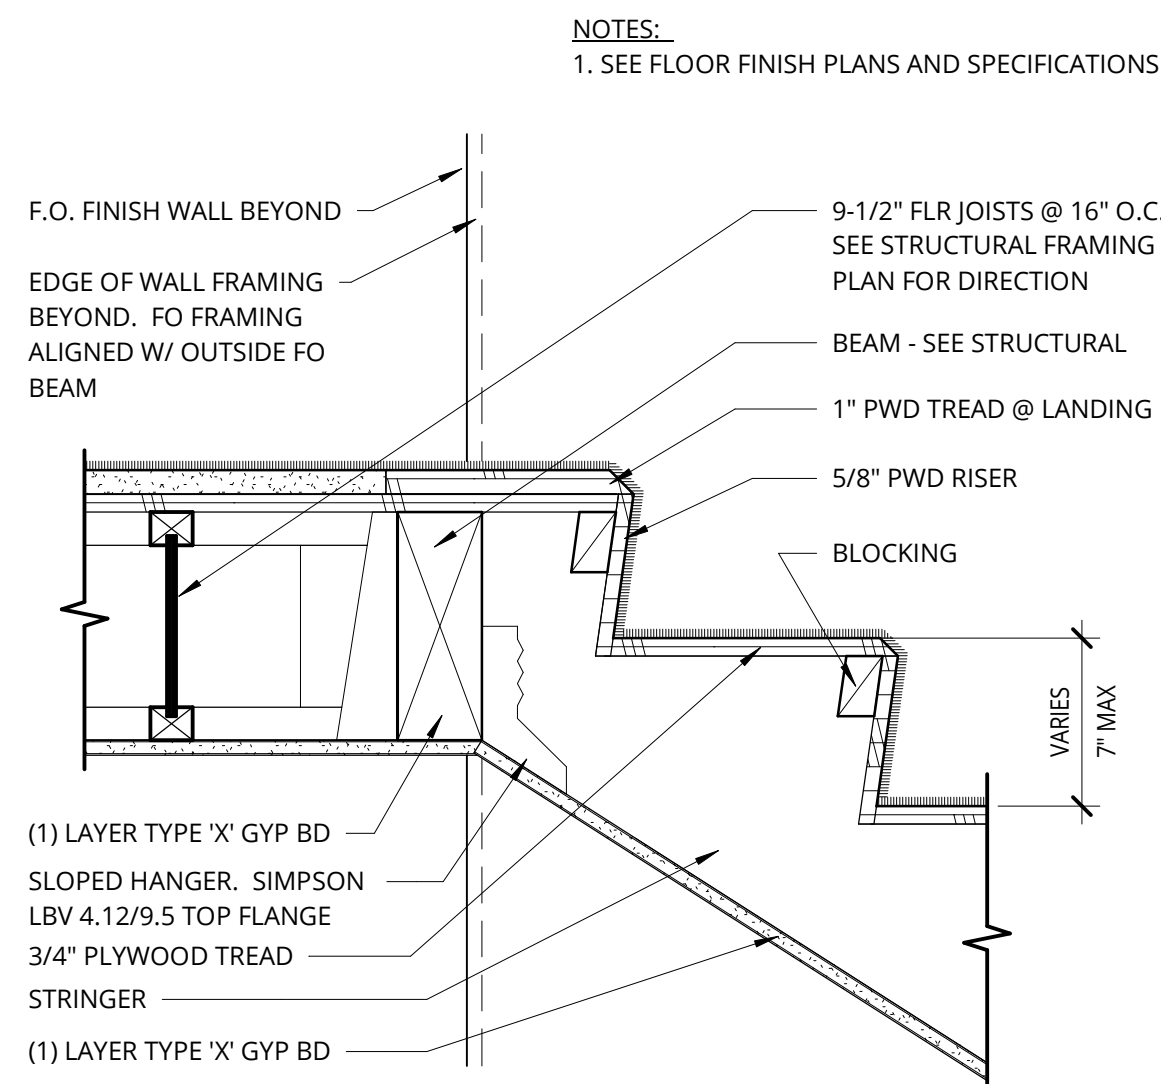 NOTES:
1. SEE FLOOR FINISH PLANS AND SPECIFICATIONS
F.O. FINISH WALL BEYOND
EDGE OF WALL FRAMING
BEYOND. FO FRAMING
ALIGNED W/ OUTSIDE FO
BEAM
9-1/2" FLR JOISTS @ 16" O.C.
SEE STRUCTURAL FRAMING
PLAN FOR DIRECTION
BEAM - SEE STRUCTURAL
1" PWD TREAD @ LANDING
5/8" PWD RISER
BLOCKING
VARIES
7" MAX
(1) LAYER TYPE 'X' GYP BD
SLOPED HANGER. SIMPSON
LBV 4.12/9.5 TOP FLANGE
3/4" PLYWOOD TREAD
STRINGER
(1) LAYER TYPE 'X' GYP BD